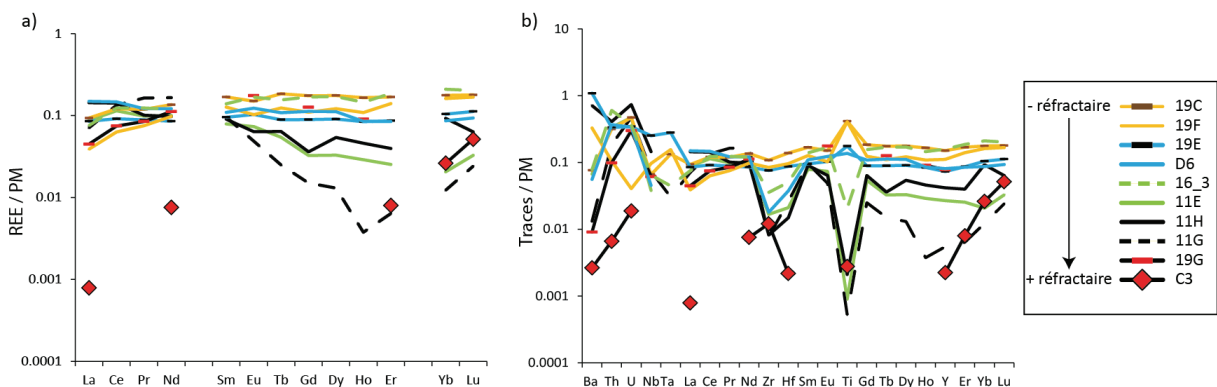 a)
REE / PM
1
0.1
0.01
0.001
0.0001
La Ce Pr Nd Sm Eu Tb Gd Dy Ho Er Yb Lu
b)
Traces / PM
10
1
0.1
0.01
0.001
0.0001
Ba Th U Nb Ta La Ce Pr Nd Zr Hf Sm Eu Ti Gd Tb Dy Ho Y Er Yb Lu
- réfractaire
+ réfractaire
19C
19F
19E
D6
16_3
11E
11H
11G
19G
C3